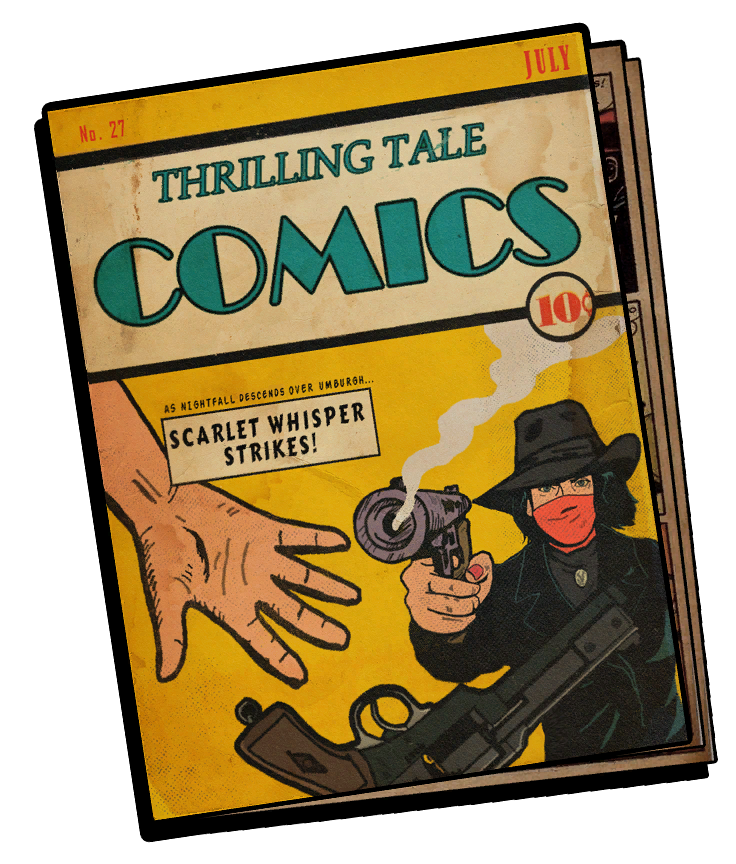 No. 27
JULY
THRILLING TALE
COMICS
10¢
AS NIGHTFALL DESCENDS OVER UMBURGH...
SCARLET WHISPER
STRIKES!